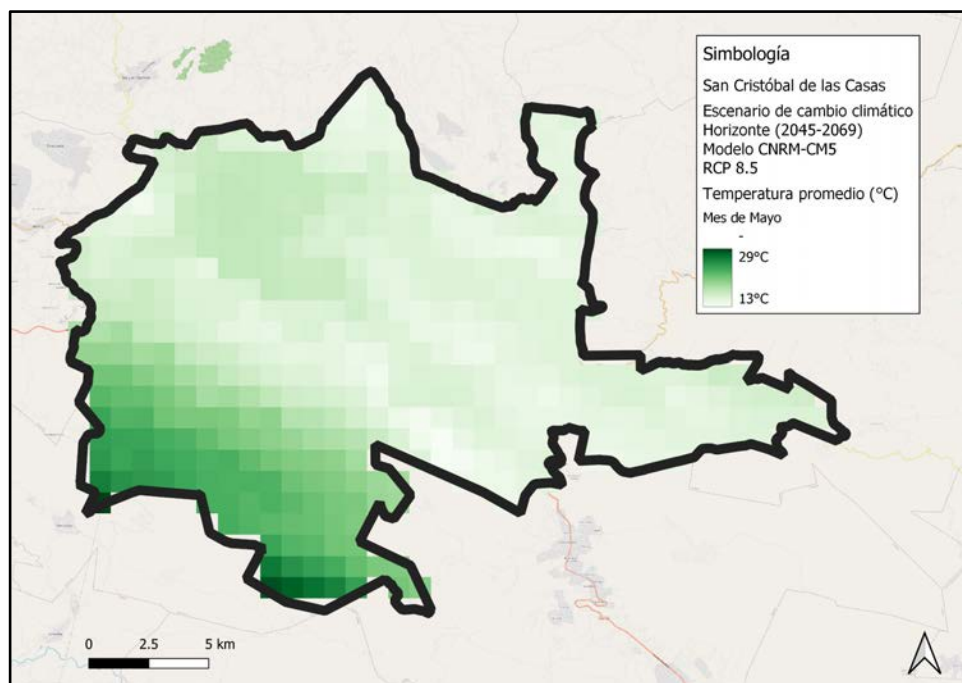 Simbología
San Cristóbal de las Casas
Escenario de cambio climático
Horizonte (2045-2069)
Modelo CNRM-CM5
RCP 8.5
Temperatura promedio (°C)
Mes de Mayo
-
29°C
13°C
0 2.5 5 km